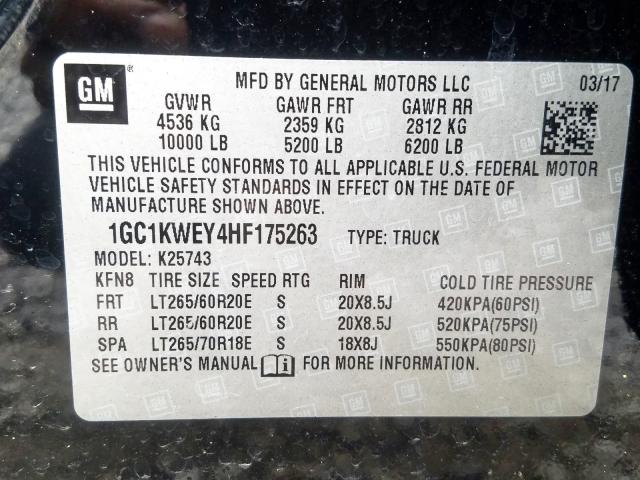 GM ® MFD BY GENERAL MOTORS LLC 03/17
GVWR GAWR FRT GAWR RR
4536 KG 2359 KG 2812 KG
10000 LB 5200 LB 6200 LB
THIS VEHICLE CONFORMS TO ALL APPLICABLE U.S. FEDERAL MOTOR
VEHICLE SAFETY STANDARDS IN EFFECT ON THE DATE OF
MANUFACTURE SHOWN ABOVE.
1GC1KWEY4HF175263 TYPE: TRUCK
MODEL: K25743
KFN8 TIRE SIZE SPEED RTG RIM COLD TIRE PRESSURE
FRT LT265/60R20E S 20X8.5J 420KPA(60PSI)
RR LT265/60R20E S 20X8.5J 520KPA(75PSI)
SPA LT265/70R18E S 18X8J 550KPA(80PSI)
SEE OWNER'S MANUAL i FOR MORE INFORMATION.